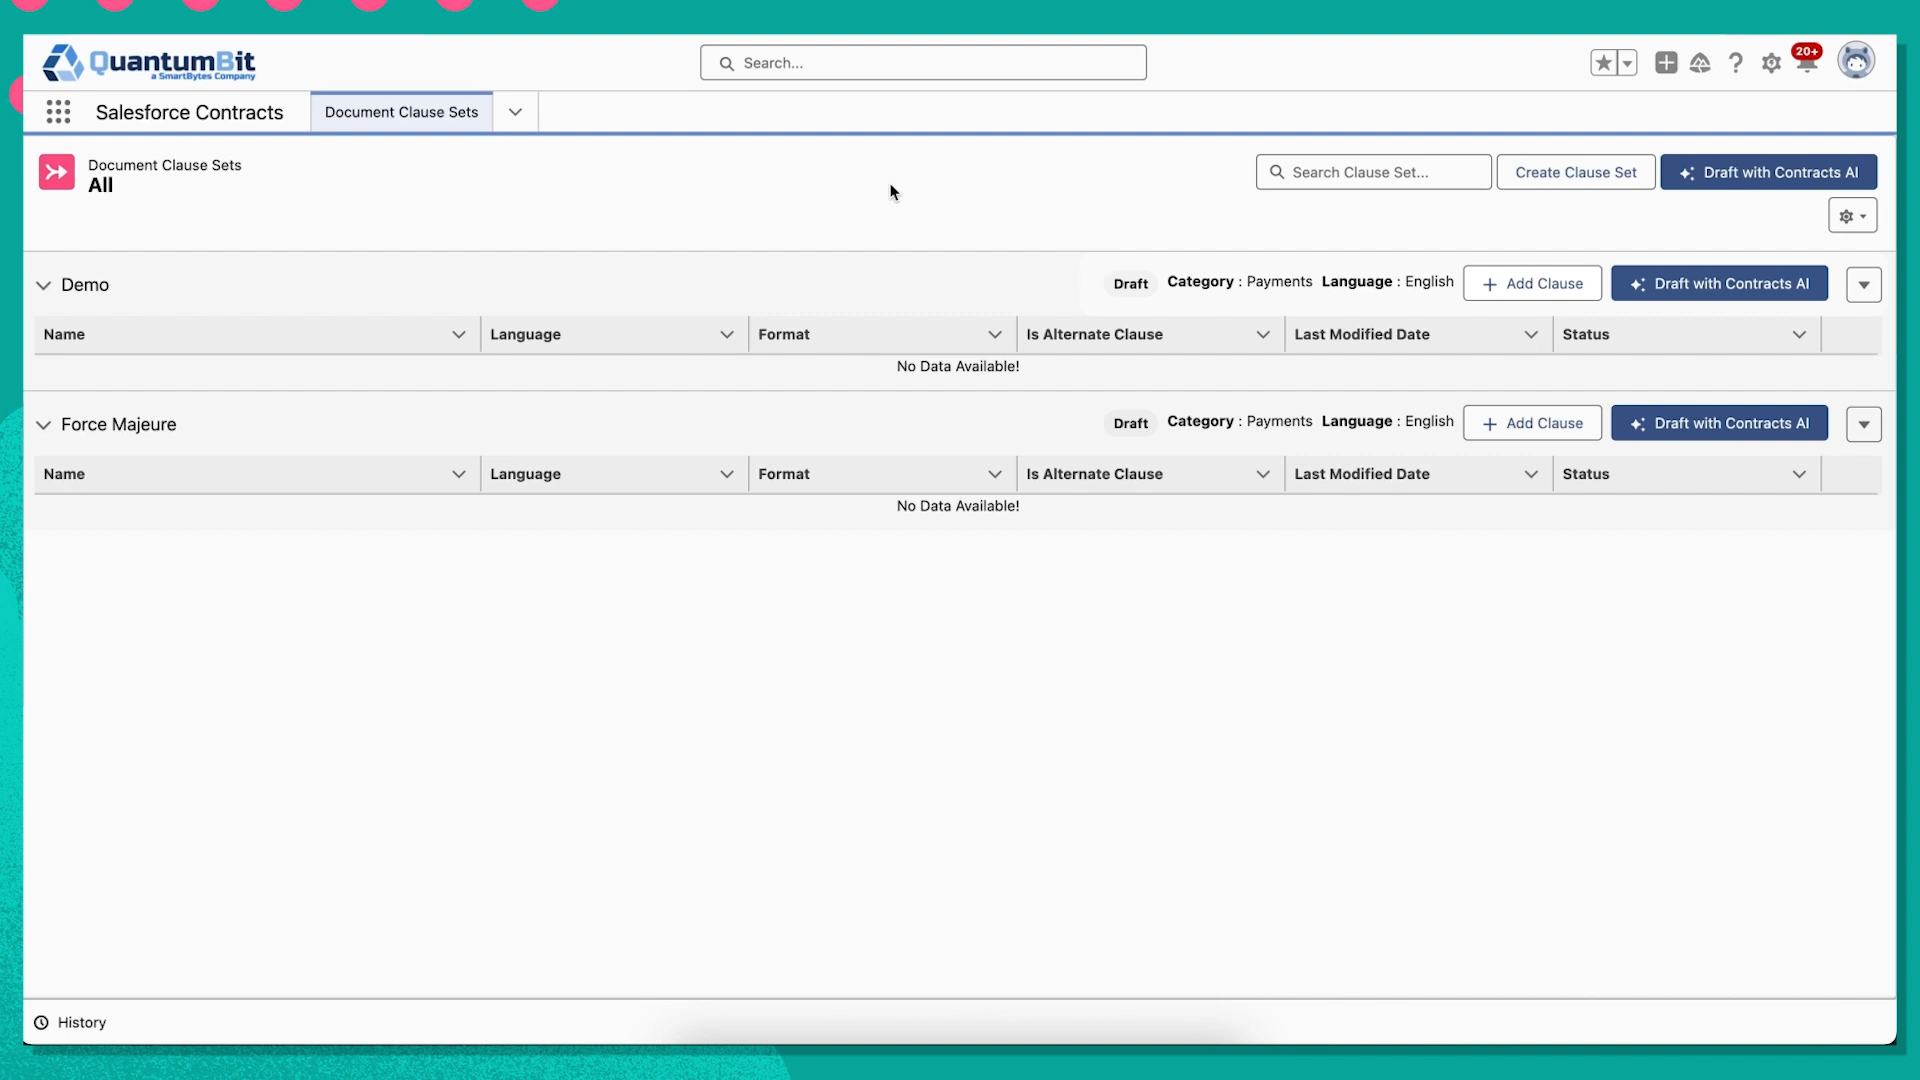 QuantumBit
a SmartBytes Company
Search...
20+
Salesforce Contracts
Document Clause Sets
Document Clause Sets
All
Search Clause Set...
Create Clause Set
Draft with Contracts AI
Demo
Draft
Category : Payments Language : English
Add Clause
Draft with Contracts AI
Name Language Format Is Alternate Clause Last Modified Date Status
No Data Available!
Force Majeure
Draft
Category : Payments Language : English
Add Clause
Draft with Contracts AI
Name Language Format Is Alternate Clause Last Modified Date Status
No Data Available!
History